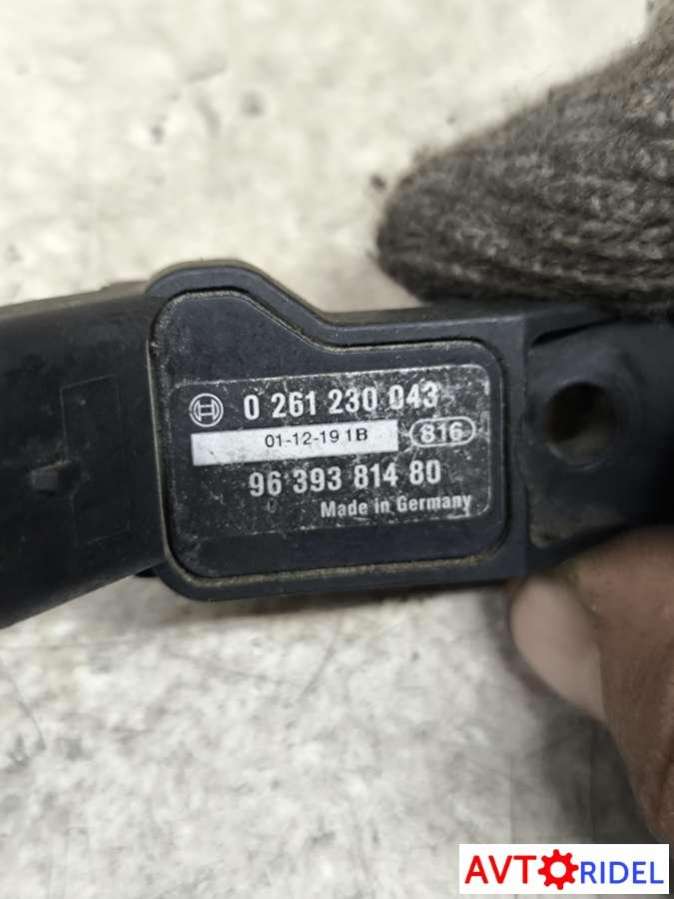 0 261 230 043
01-12-19 1B
816
96 393 814 80
Made in Germany
AVTORIDEL